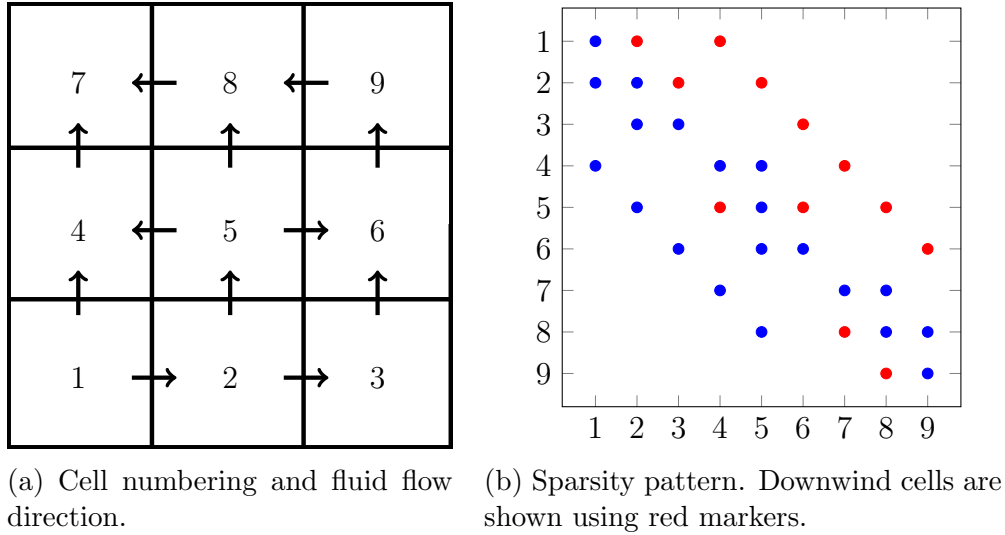 7 8 9
4 5 6
1 2 3
1
2
3
4
5
6
7
8
9
1 2 3 4 5 6 7 8 9
(a) Cell numbering and fluid flow
direction.
(b) Sparsity pattern. Downwind cells are
shown using red markers.